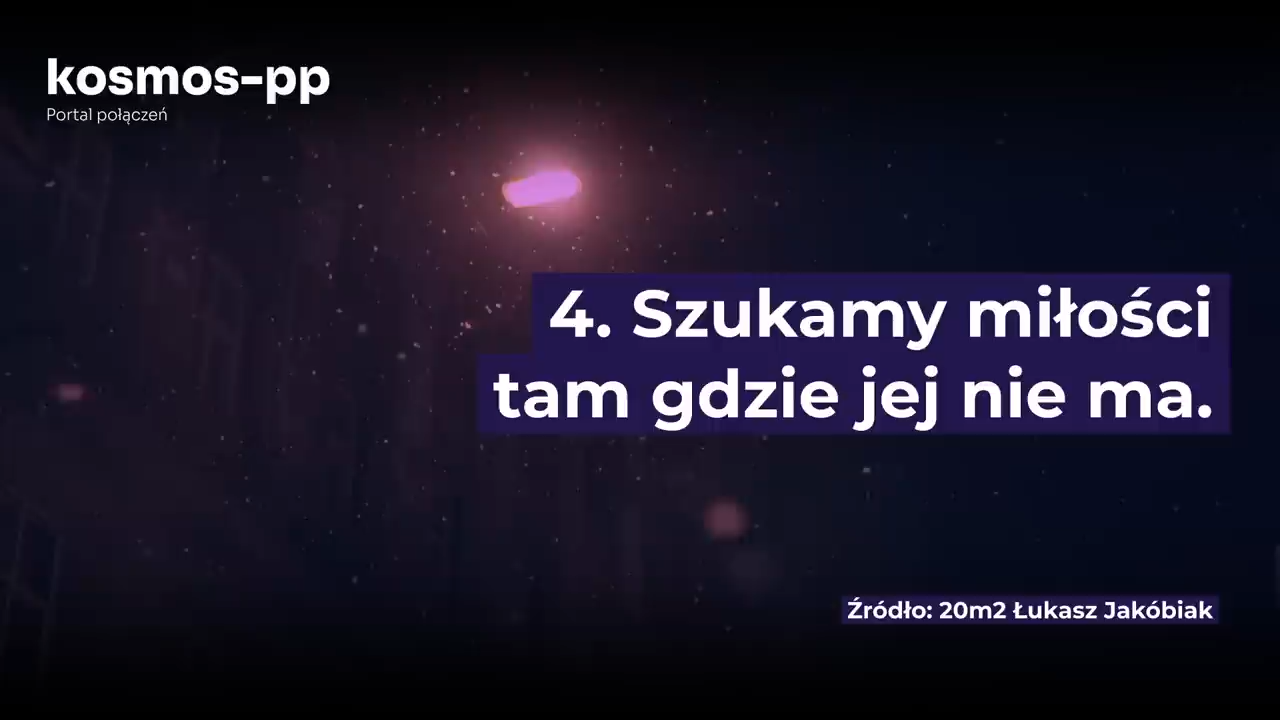 kosmos-pp
Portal połączeń
4. Szukamy miłości
tam gdzie jej nie ma.
Źródło: 20m2 Łukasz Jakóbiak